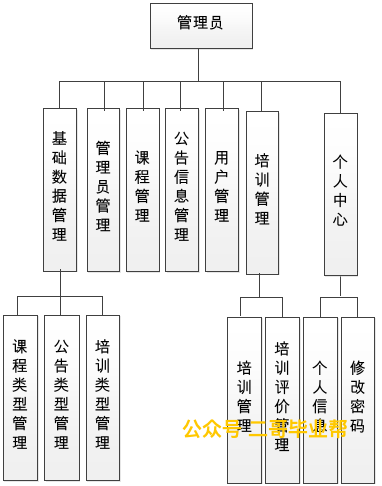 管理员
基础数据管理
管理员管理
课程管理
公告信息管理
用户管理
培训管理
个人中心
课程类型管理
公告类型管理
培训类型管理
培训管理
培训评价管理
个人信息
修改密码
公众号·二哥毕业帮